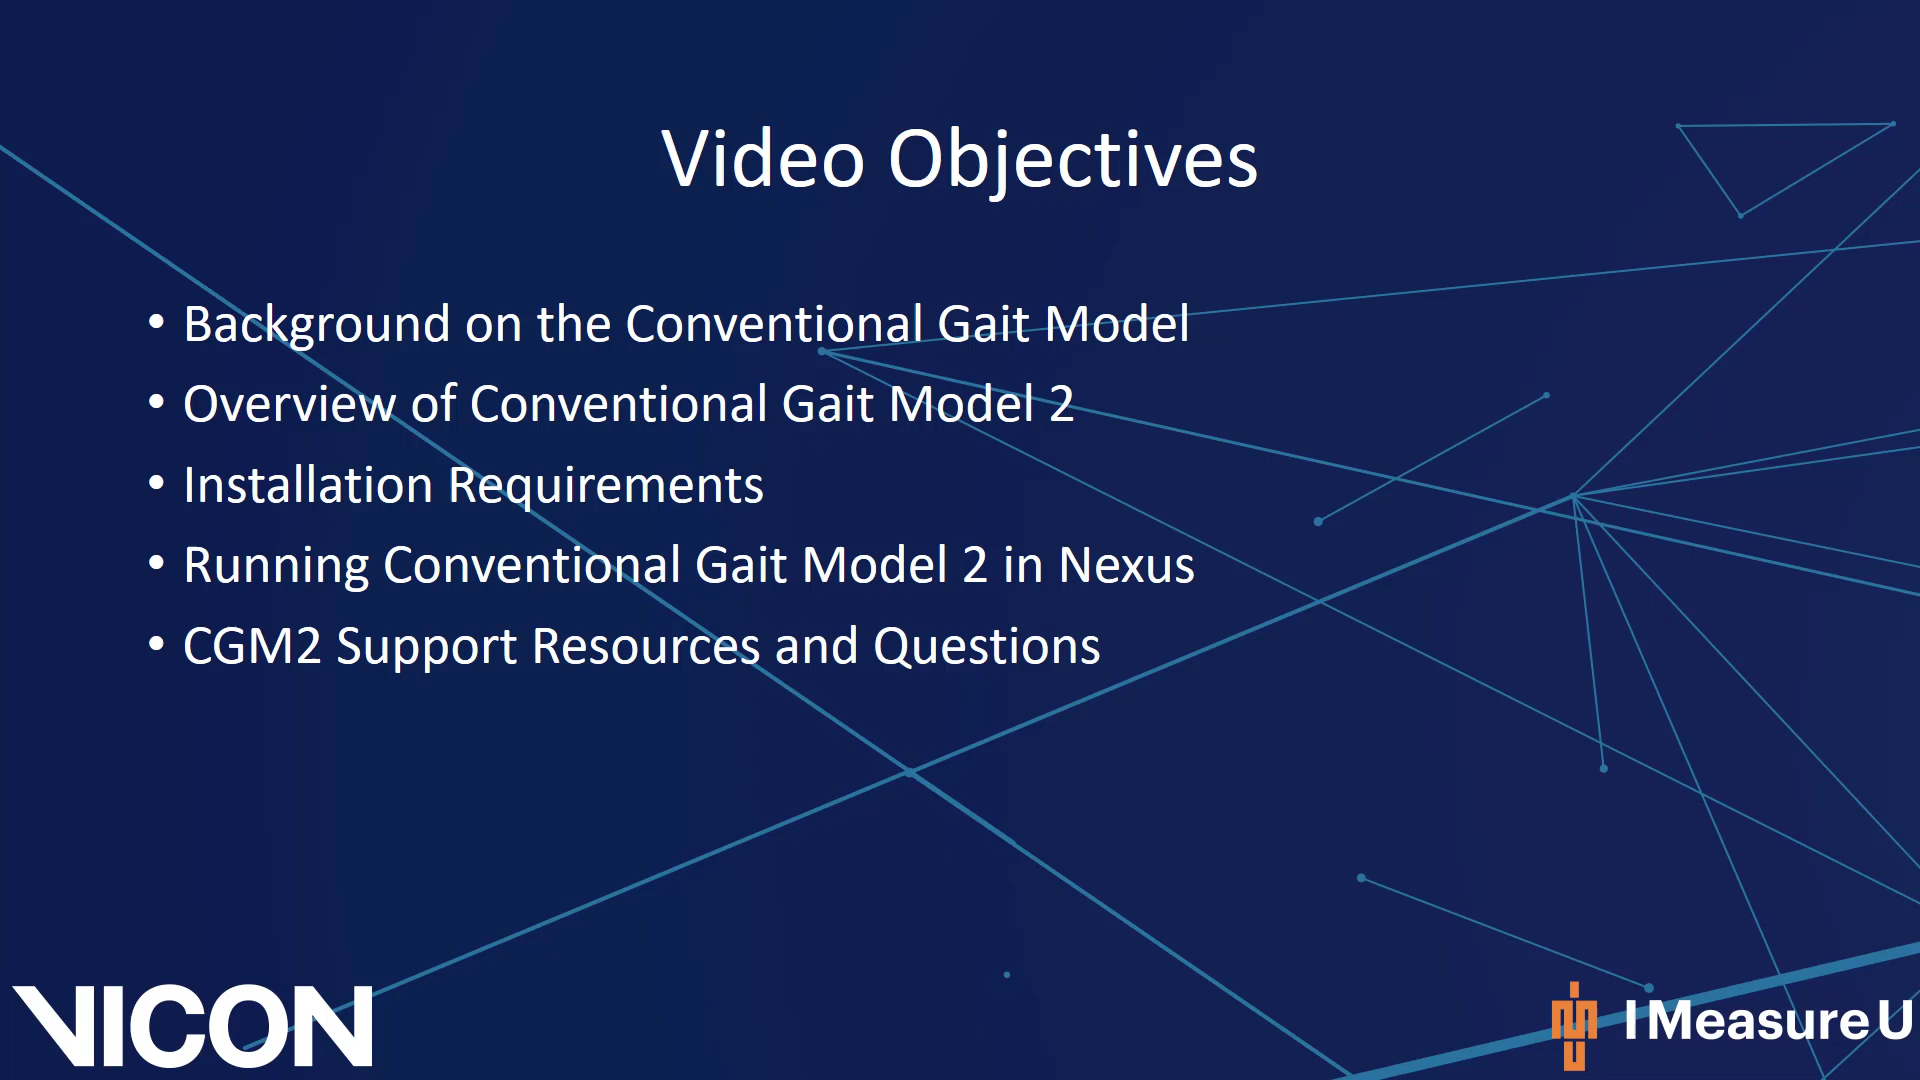 Video Objectives
• Background on the Conventional Gait Model
• Overview of Conventional Gait Model 2
• Installation Requirements
• Running Conventional Gait Model 2 in Nexus
• CGM2 Support Resources and Questions
VICON
I Measure U